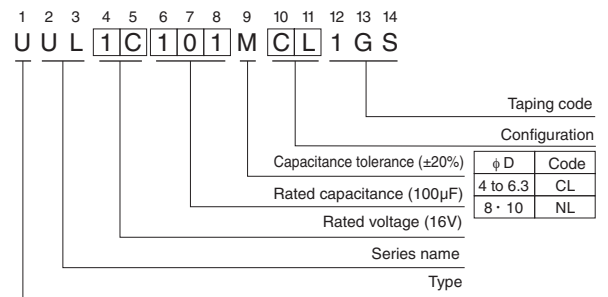 1 2 3 4 5 6 7 8 9 10 11 12 13 14
U U L 1 C 1 0 1 M C L 1 G S
Taping code
Configuration
Capacitance tolerance (±20%)
Rated capacitance (100µF)
Rated voltage (16V)
Series name
Type
ϕ D Code
4 to 6.3 CL
8・10 NL